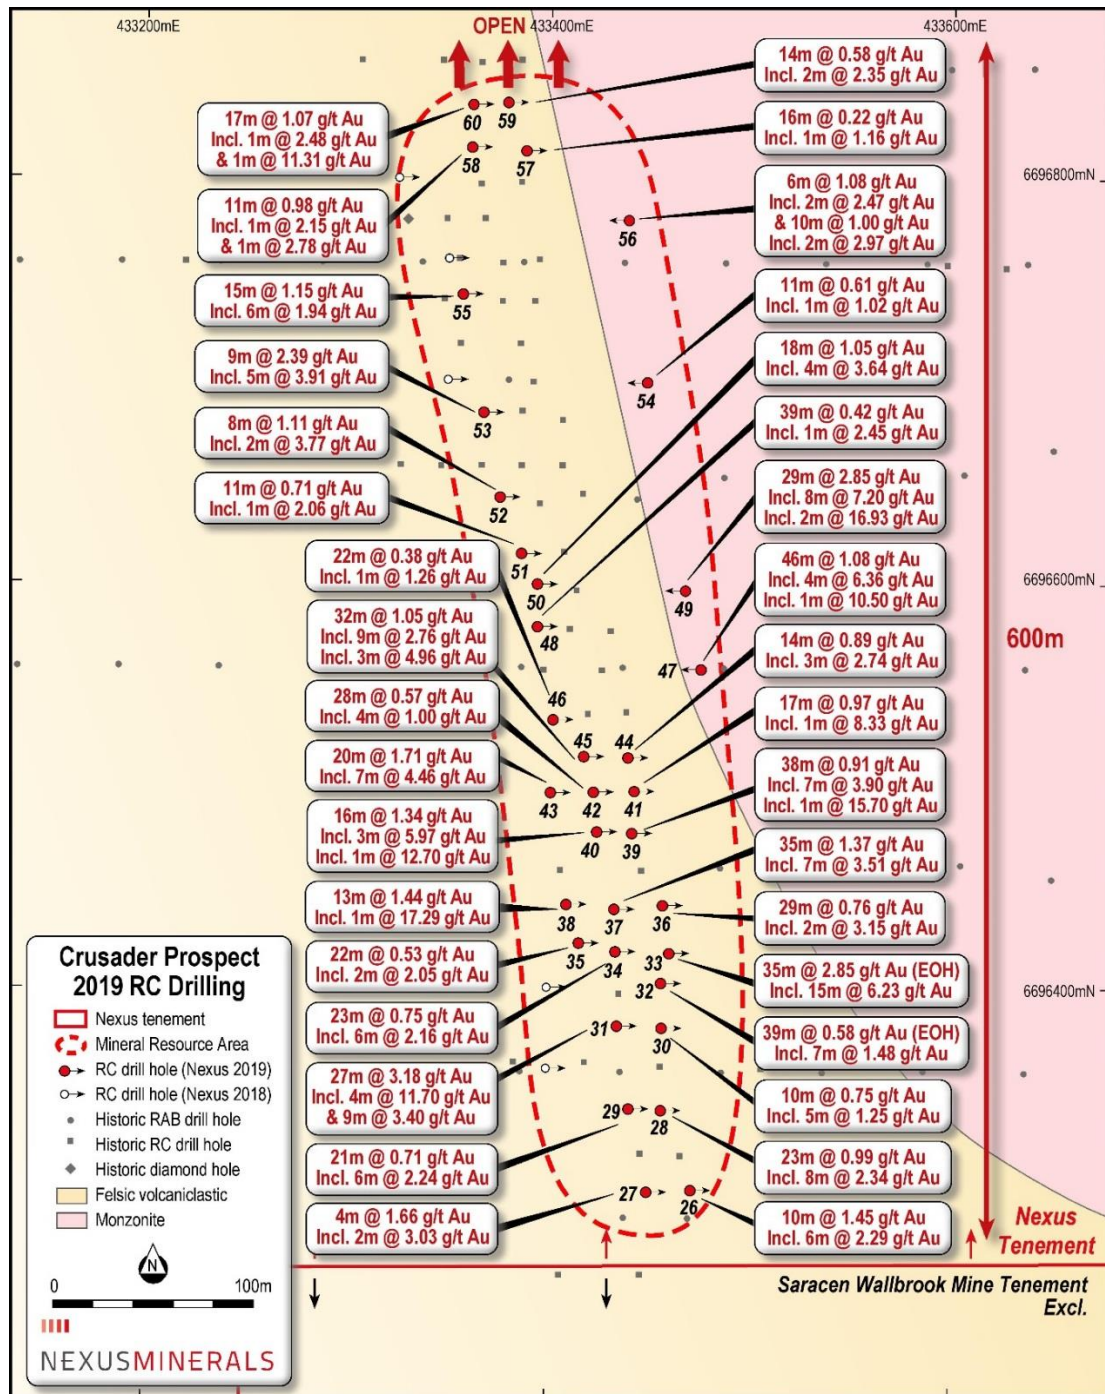 433200mE
OPEN
433400mE
433600mE
14m @ 0.58 g/t Au
Incl. 2m @ 2.35 g/t Au
17m @ 1.07 g/t Au
Incl. 1m @ 2.48 g/t Au
& 1m @ 11.31 g/t Au
60
59
16m @ 0.22 g/t Au
Incl. 1m @ 1.16 g/t Au
58
57
6696800mN
11m @ 0.98 g/t Au
Incl. 1m @ 2.15 g/t Au
& 1m @ 2.78 g/t Au
6m @ 1.08 g/t Au
Incl. 2m @ 2.47 g/t Au
& 10m @ 1.00 g/t Au
Incl. 2m @ 2.97 g/t Au
56
15m @ 1.15 g/t Au
Incl. 6m @ 1.94 g/t Au
55
11m @ 0.61 g/t Au
Incl. 1m @ 1.02 g/t Au
9m @ 2.39 g/t Au
Incl. 5m @ 3.91 g/t Au
53
18m @ 1.05 g/t Au
Incl. 4m @ 3.64 g/t Au
54
8m @ 1.11 g/t Au
Incl. 2m @ 3.77 g/t Au
52
39m @ 0.42 g/t Au
Incl. 1m @ 2.45 g/t Au
11m @ 0.71 g/t Au
Incl. 1m @ 2.06 g/t Au
51
29m @ 2.85 g/t Au
Incl. 8m @ 7.20 g/t Au
Incl. 2m @ 16.93 g/t Au
22m @ 0.38 g/t Au
Incl. 1m @ 1.26 g/t Au
50
49
6696600mN
46m @ 1.08 g/t Au
Incl. 4m @ 6.36 g/t Au
Incl. 1m @ 10.50 g/t Au
32m @ 1.05 g/t Au
Incl. 9m @ 2.76 g/t Au
Incl. 3m @ 4.96 g/t Au
48
47
600m
14m @ 0.89 g/t Au
Incl. 3m @ 2.74 g/t Au
28m @ 0.57 g/t Au
Incl. 4m @ 1.00 g/t Au
46
45
44
17m @ 0.97 g/t Au
Incl. 1m @ 8.33 g/t Au
20m @ 1.71 g/t Au
Incl. 7m @ 4.46 g/t Au
43
42
41
38m @ 0.91 g/t Au
Incl. 7m @ 3.90 g/t Au
Incl. 1m @ 15.70 g/t Au
16m @ 1.34 g/t Au
Incl. 3m @ 5.97 g/t Au
Incl. 1m @ 12.70 g/t Au
40
39
35m @ 1.37 g/t Au
Incl. 7m @ 3.51 g/t Au
13m @ 1.44 g/t Au
Incl. 1m @ 17.29 g/t Au
38
37
36
29m @ 0.76 g/t Au
Incl. 2m @ 3.15 g/t Au
22m @ 0.53 g/t Au
Incl. 2m @ 2.05 g/t Au
35
34
33
35m @ 2.85 g/t Au (EOH)
Incl. 15m @ 6.23 g/t Au
6696400mN
23m @ 0.75 g/t Au
Incl. 6m @ 2.16 g/t Au
32
39m @ 0.58 g/t Au (EOH)
Incl. 7m @ 1.48 g/t Au
31
30
27m @ 3.18 g/t Au
Incl. 4m @ 11.70 g/t Au
& 9m @ 3.40 g/t Au
10m @ 0.75 g/t Au
Incl. 5m @ 1.25 g/t Au
29
28
21m @ 0.71 g/t Au
Incl. 6m @ 2.24 g/t Au
23m @ 0.99 g/t Au
Incl. 8m @ 2.34 g/t Au
27
26
4m @ 1.66 g/t Au
Incl. 2m @ 3.03 g/t Au
10m @ 1.45 g/t Au
Incl. 6m @ 2.29 g/t Au
Nexus
Tenement
Saracen Wallbrook Mine Tenement
Excl.
Crusader Prospect
2019 RC Drilling
Nexus tenement
Mineral Resource Area
RC drill hole (Nexus 2019)
RC drill hole (Nexus 2018)
Historic RAB drill hole
Historic RC drill hole
Historic diamond hole
Felsic volcaniclastic
Monzonite
N
0
100m
NEXUSMINERALS